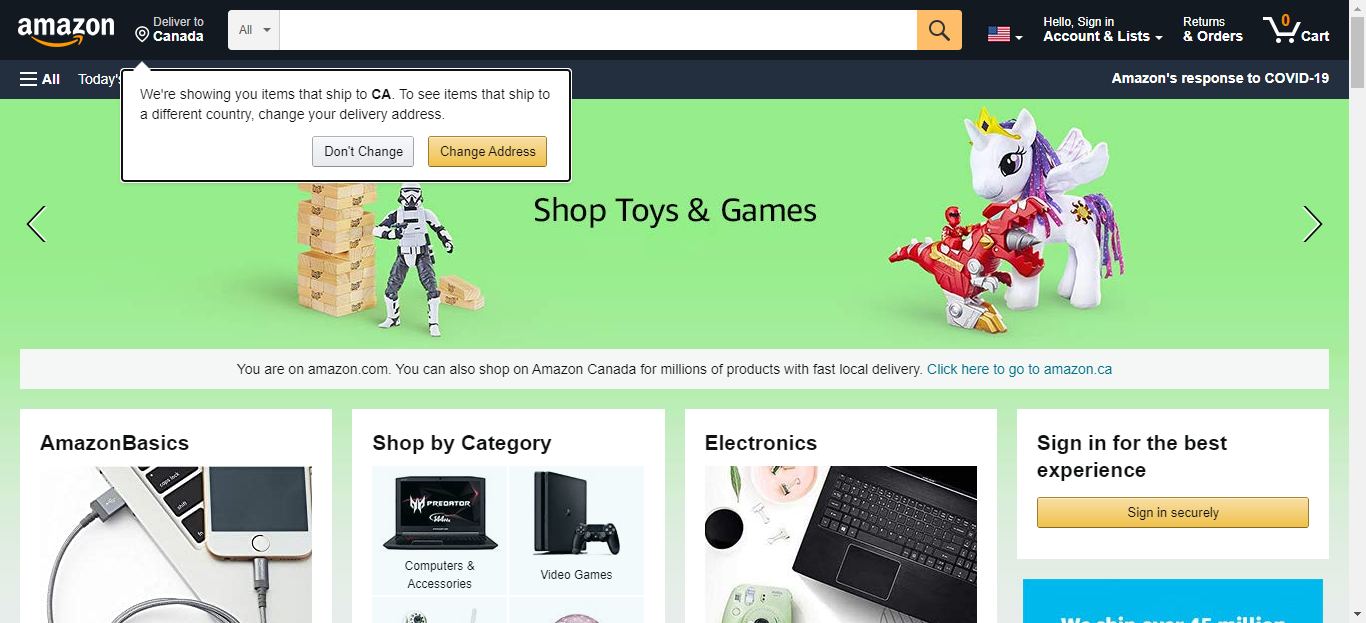 amazon
Deliver to
Canada
All
Hello, Sign in
Account & Lists
Returns
& Orders
0
Cart
All
Today's
Amazon's response to COVID-19
We're showing you items that ship to CA. To see items that ship to
a different country, change your delivery address.
Don't Change
Change Address
Shop Toys & Games
You are on amazon.com. You can also shop on Amazon Canada for millions of products with fast local delivery. Click here to go to amazon.ca
AmazonBasics
Shop by Category
PREDATOR
Computers &
Accessories
Video Games
Electronics
Sign in for the best
experience
Sign in securely
We ship over 45 million